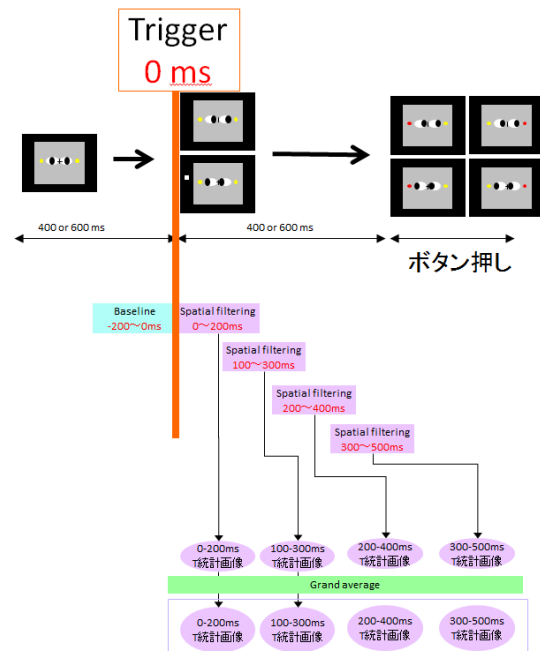 Trigger
0 ms
400 or 600 ms
400 or 600 ms
ボタン押し
Baseline
-200～0ms
Spatial filtering
0～200ms
Spatial filtering
100～300ms
Spatial filtering
200～400ms
Spatial filtering
300～500ms
0-200ms
T統計画像
100-300ms
T統計画像
200-400ms
T統計画像
300-500ms
T統計画像
Grand average
0-200ms
T統計画像
100-300ms
T統計画像
200-400ms
T統計画像
300-500ms
T統計画像